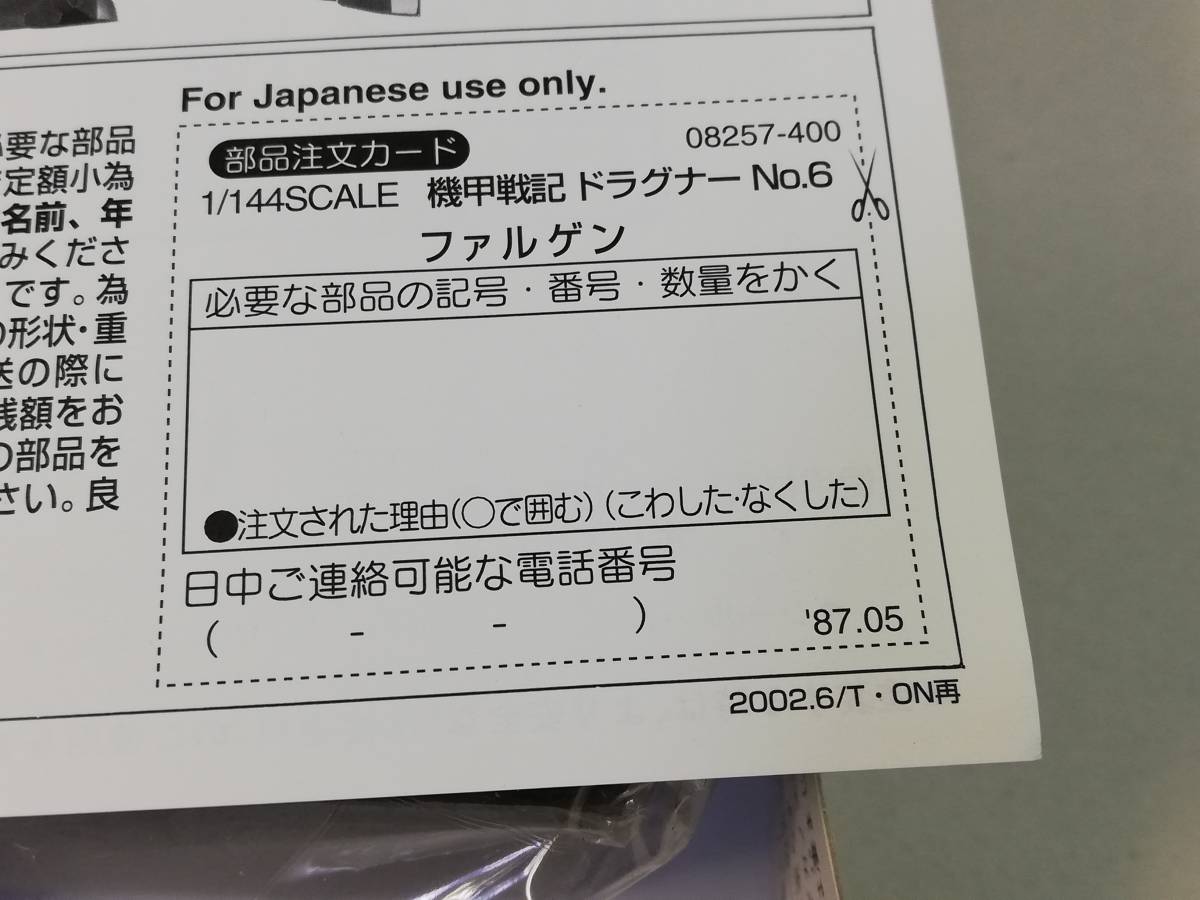 必要な部品
定額小為
名前、年
みくださ
です。為
の形状・重
送の際に
残額をお
の部品を
さい。良
For Japanese use only.
部品注文カード
08257-400
1/144SCALE 機甲戦記 ドラグナー No.6
ファルゲン
必要な部品の記号・番号・数量をかく
●注文された理由(○で囲む)(こわした・なくした)
日中ご連絡可能な電話番号
( - - )
'87.05
2002.6/T・ON再